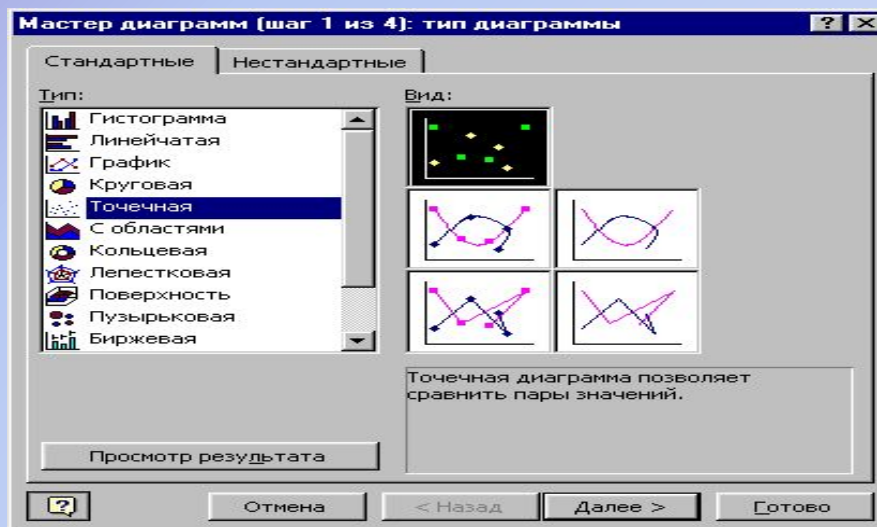 Мастер диаграмм (шаг 1 из 4): тип диаграммы
Стандартные
Нестандартные
Тип:
Гистограмма
Линейчатая
График
Круговая
Точечная
С областями
Кольцевая
Лепестковая
Поверхность
Пузырьковая
Биржевая
Вид:
Точечная диаграмма позволяет
сравнить пары значений.
Просмотр результата
Отмена
< Назад
Далее >
Готово